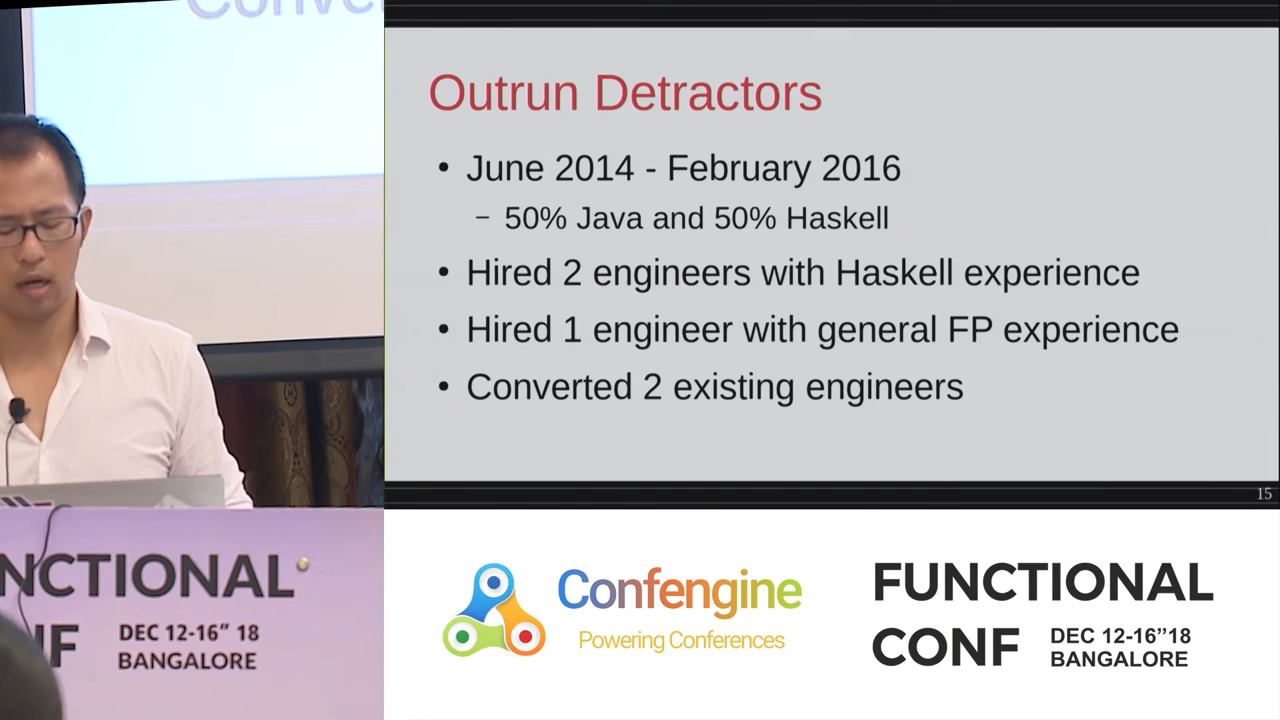 Outrun Detractors
• June 2014 - February 2016
– 50% Java and 50% Haskell
• Hired 2 engineers with Haskell experience
• Hired 1 engineer with general FP experience
• Converted 2 existing engineers
15
NCTIONAL
F DEC 12-16" 18
BANGALORE
Confengine
Powering Conferences
FUNCTIONAL
CONF DEC 12-16"18
BANGALORE